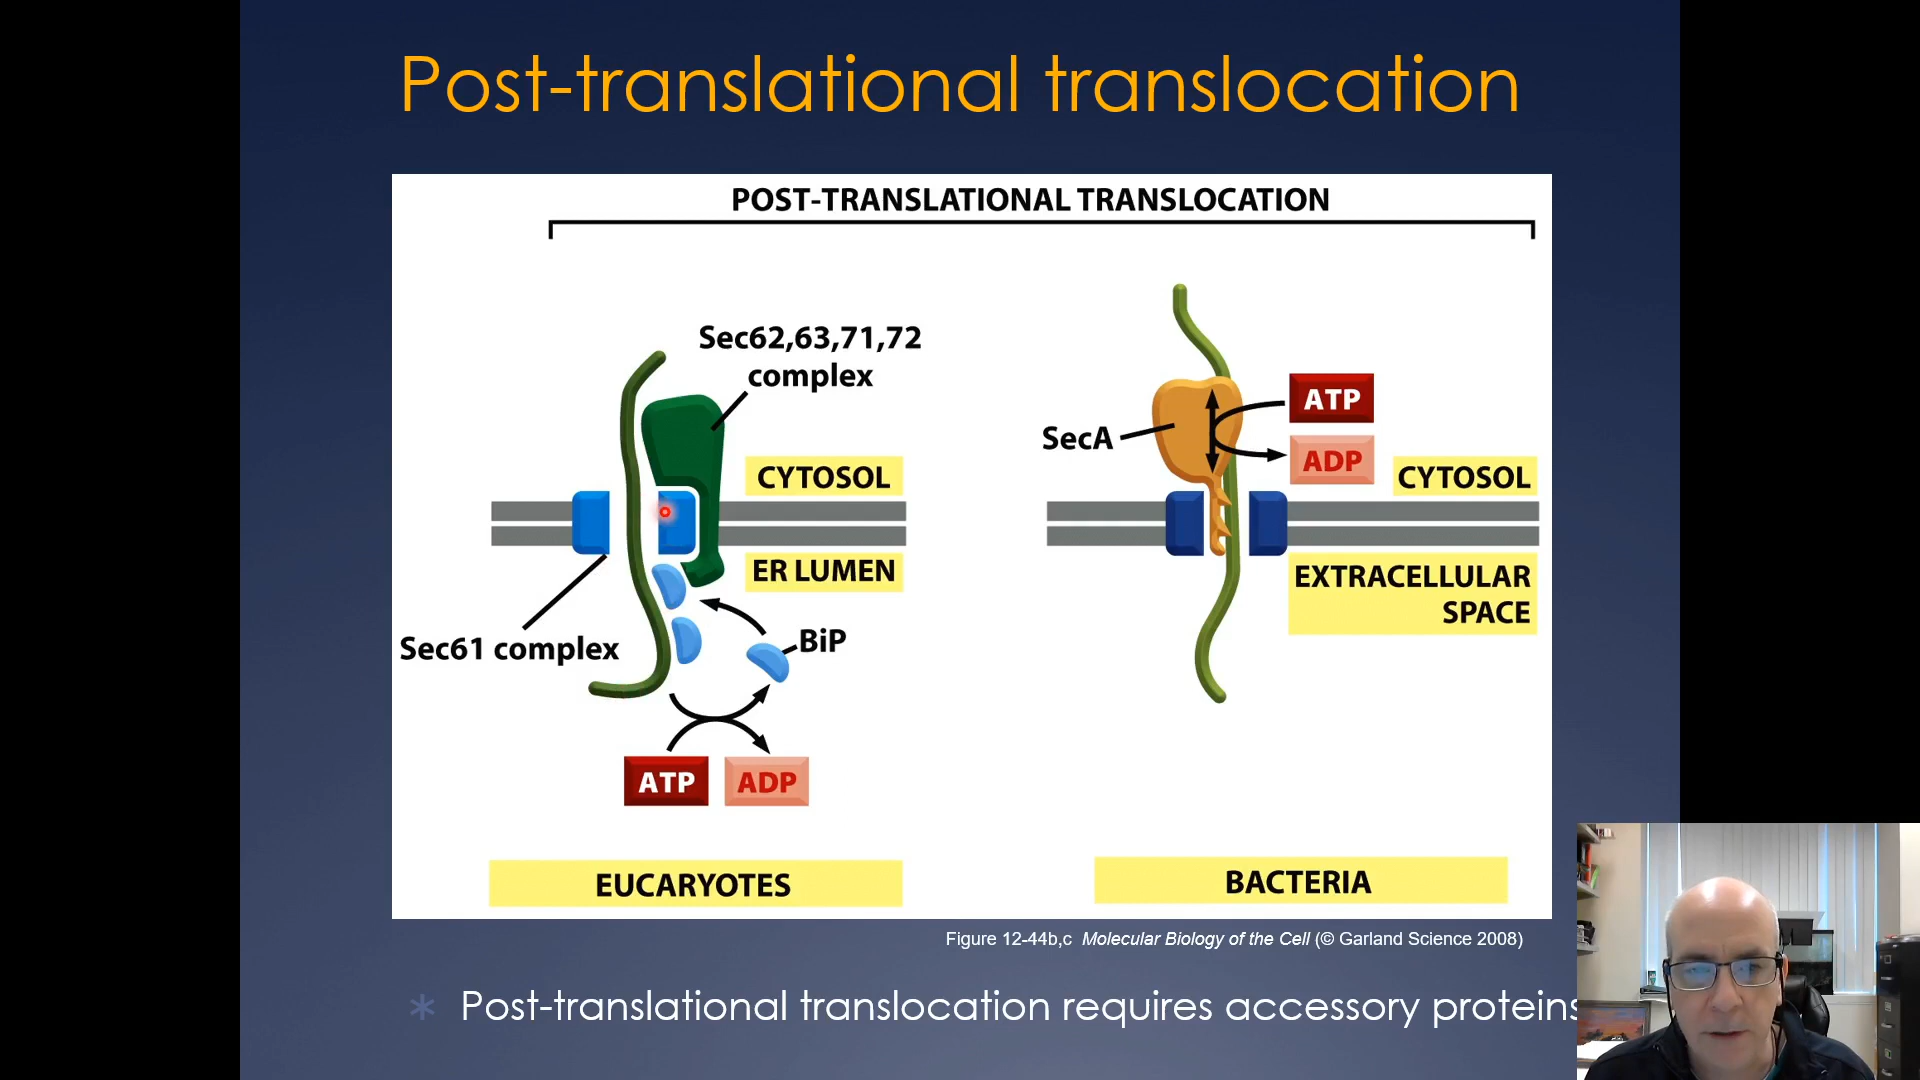 Post-translational translocation
POST-TRANSLATIONAL TRANSLOCATION
Sec62,63,71,72
complex
CYTOSOL
ER LUMEN
Sec61 complex
BiP
ATP
ADP
EUCARYOTES
SecA
ATP
ADP
CYTOSOL
EXTRACELLULAR
SPACE
BACTERIA
Figure 12-44b,c Molecular Biology of the Cell (© Garland Science 2008)
* Post-translational translocation requires accessory proteins